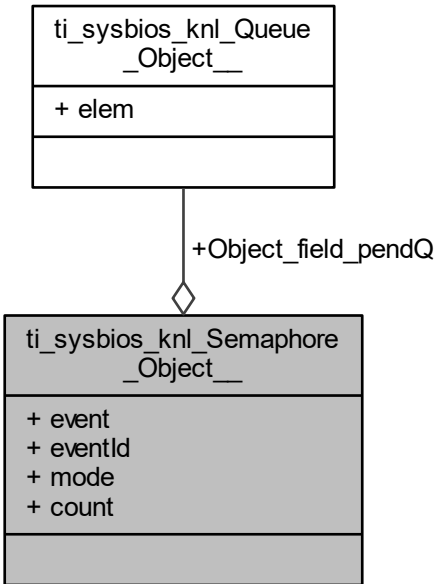 ti_sysbios_knl_Queue
_Object__
+ elem
+Object_field_pendQ
ti_sysbios_knl_Semaphore
_Object__
+ event
+ eventId
+ mode
+ count